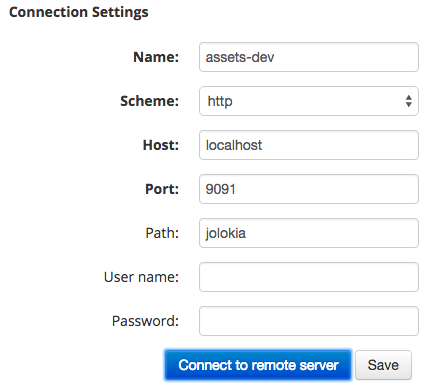 Connection Settings
Name: assets-dev
Scheme: http
Host: localhost
Port: 9091
Path: jolokia
User name:
Password:
Connect to remote server Save